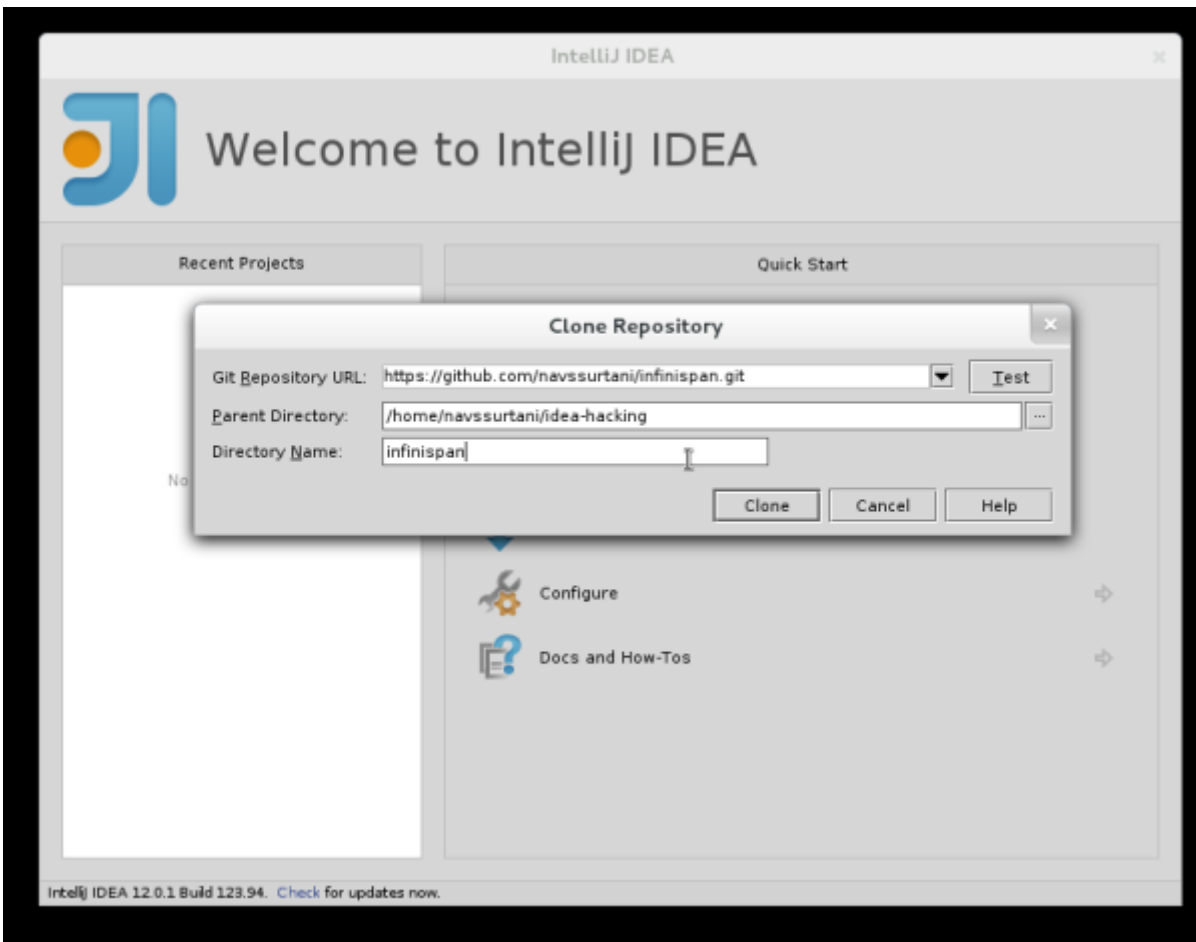 IntelliJ IDEA
Welcome to IntelliJ IDEA
Recent Projects
Quick Start
Clone Repository
Git Repository URL: https://github.com/navssurtani/infinispan.git Test
Parent Directory: /home/navssurtani/idea-hacking ...
Directory Name: infinispan
No
Clone Cancel Help
Configure
Docs and How-Tos
IntelliJ IDEA 12.0.1 Build 123.94. Check for updates now.